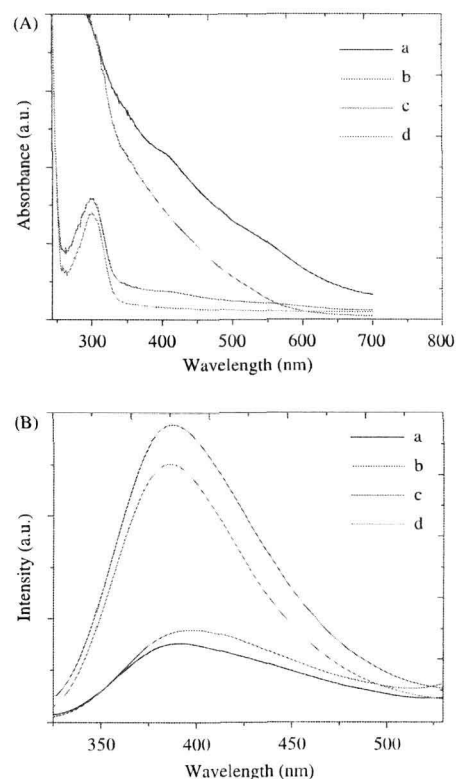 (A)
a
b
c
d
Absorbance (a.u.)
300 400 500 600 700 800
Wavelength (nm)
(B)
a
b
c
d
Intensity (a.u.)
350 400 450 500
Wavelength (nm)